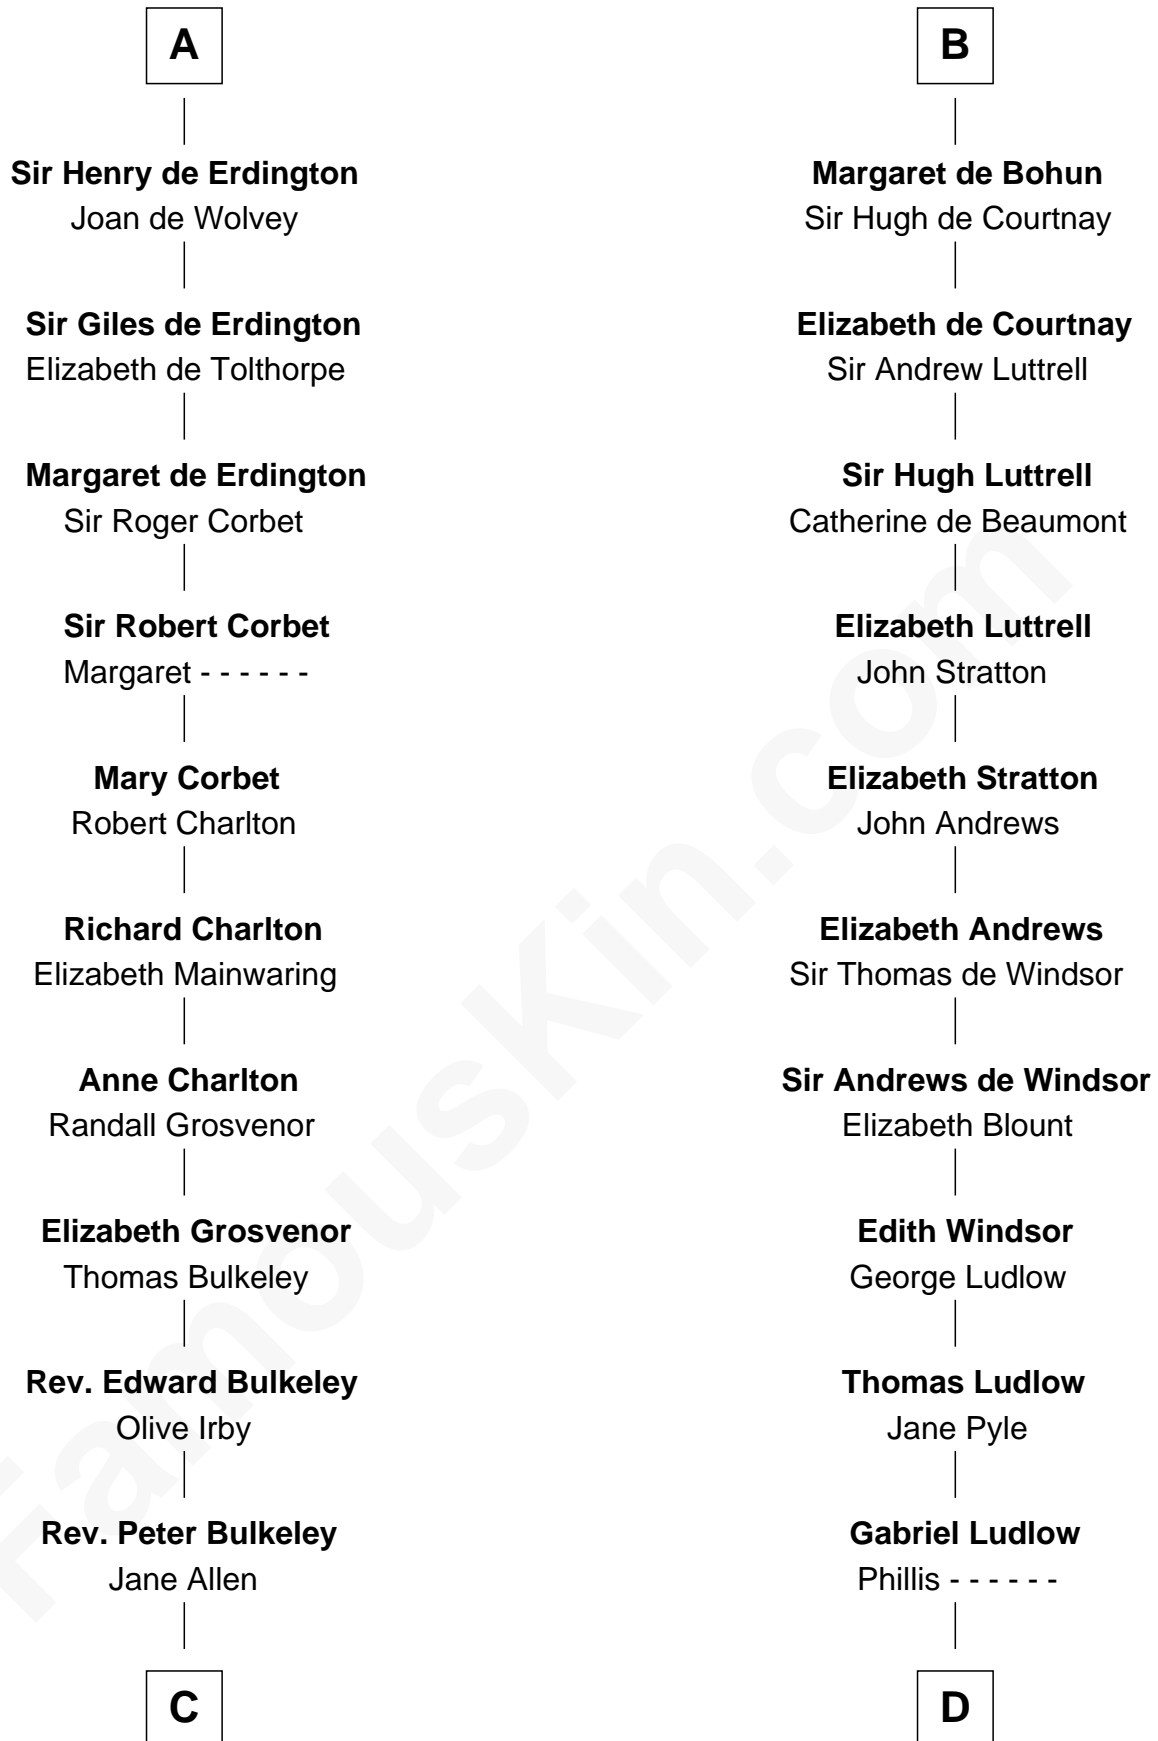 A
Sir Henry de Erdington
Joan de Wolvey
Sir Giles de Erdington
Elizabeth de Tolthorpe
Margaret de Erdington
Sir Roger Corbet
Sir Robert Corbet
Margaret - - - - - -
Mary Corbet
Robert Charlton
Richard Charlton
Elizabeth Mainwaring
Anne Charlton
Randall Grosvenor
Elizabeth Grosvenor
Thomas Bulkeley
Rev. Edward Bulkeley
Olive Irby
Rev. Peter Bulkeley
Jane Allen
C
B
Margaret de Bohun
Sir Hugh de Courtnay
Elizabeth de Courtnay
Sir Andrew Luttrell
Sir Hugh Luttrell
Catherine de Beaumont
Elizabeth Luttrell
John Stratton
Elizabeth Stratton
John Andrews
Elizabeth Andrews
Sir Thomas de Windsor
Sir Andrews de Windsor
Elizabeth Blount
Edith Windsor
George Ludlow
Thomas Ludlow
Jane Pyle
Gabriel Ludlow
Phillis - - - - - -
D
FamousKin.com